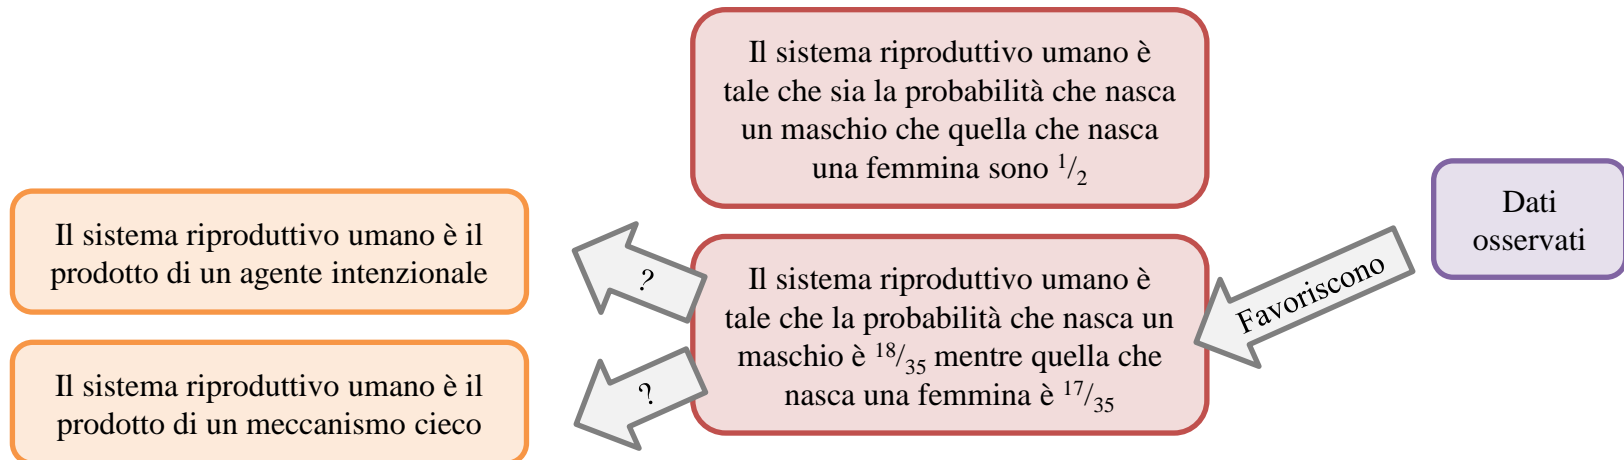 Il sistema riproduttivo umano è
tale che sia la probabilità che nasca
un maschio che quella che nasca
una femmina sono 1/2
Dati
osservati
Il sistema riproduttivo umano è il
prodotto di un agente intenzionale
?
Il sistema riproduttivo umano è
tale che la probabilità che nasca un
maschio è 18/35 mentre quella che
nasca una femmina è 17/35
Favoriscono
Il sistema riproduttivo umano è il
prodotto di un meccanismo cieco
?